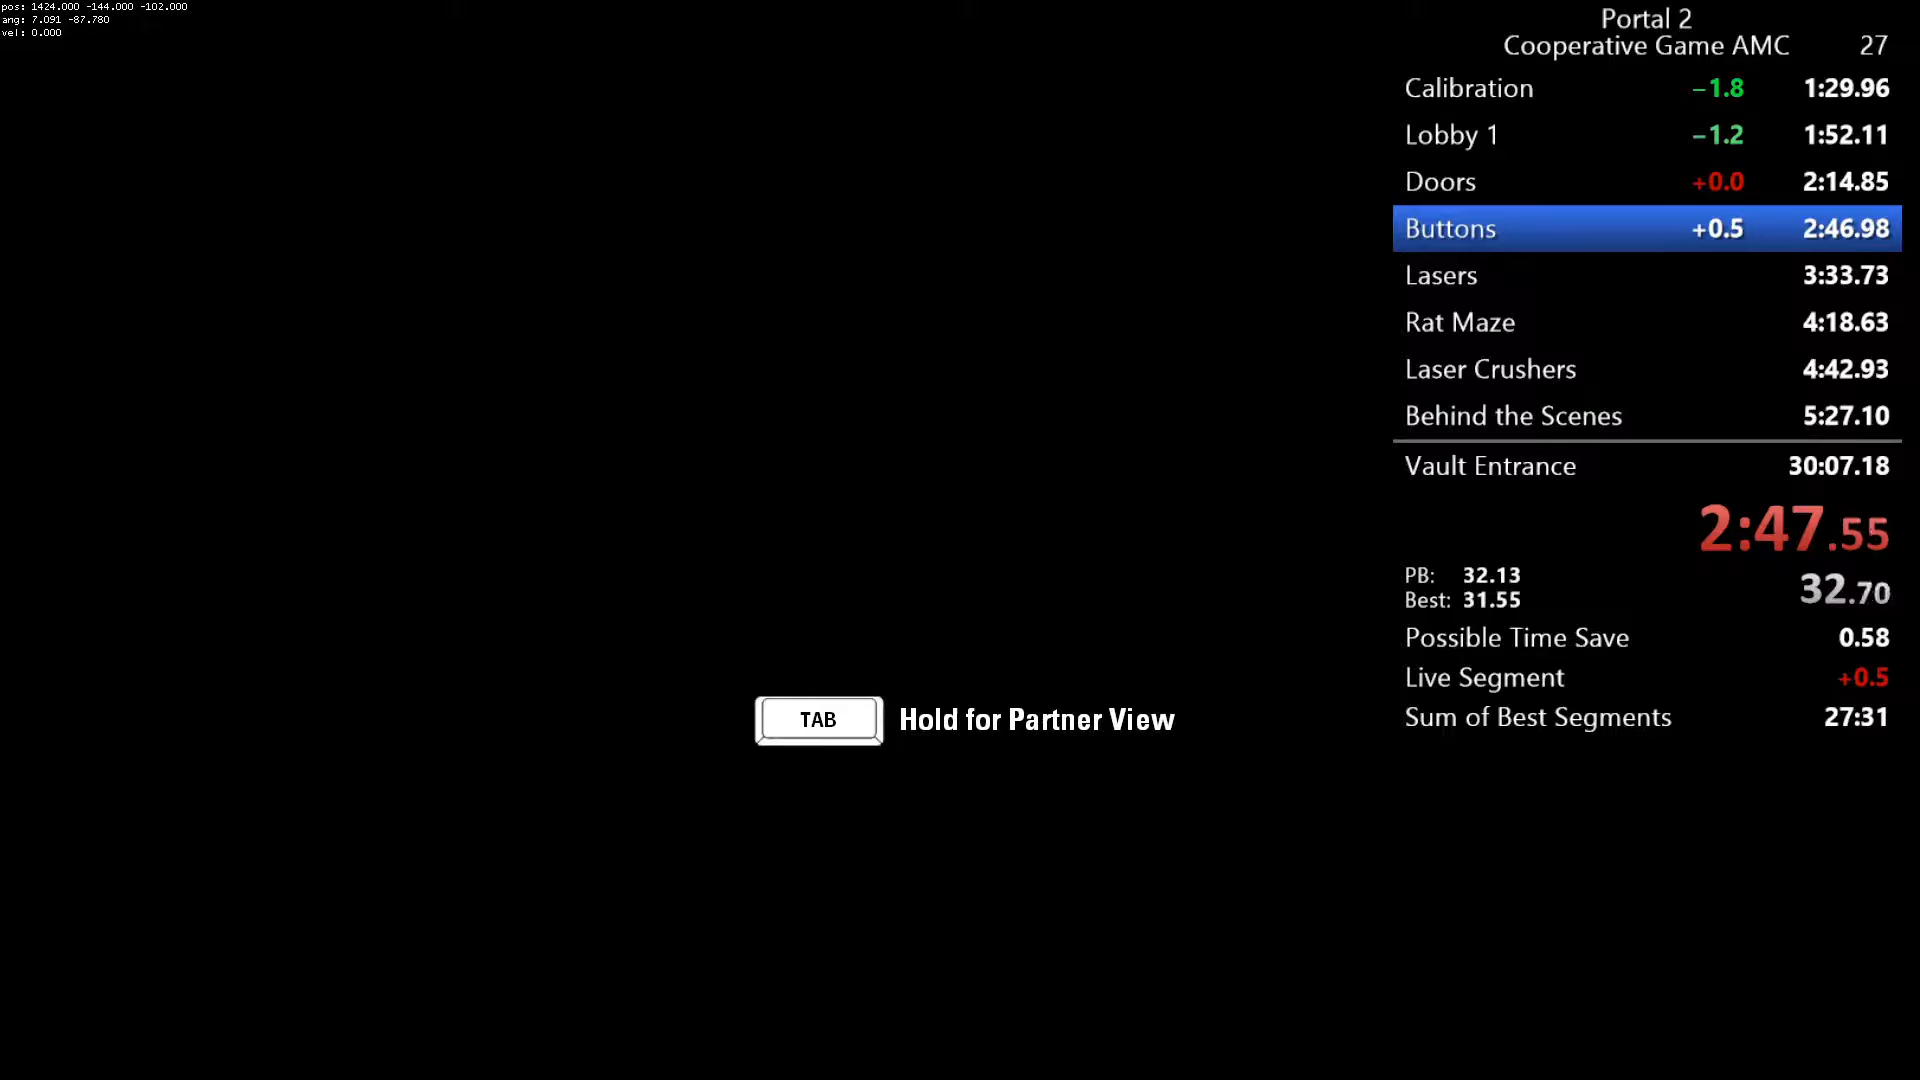 pos: 1424.000 -144.000 -102.000
ang: 7.091 -87.780
vel: 0.000
Portal 2
Cooperative Game AMC 27
Calibration −1.8 1:29.96
Lobby 1 −1.2 1:52.11
Doors +0.0 2:14.85
Buttons +0.5 2:46.98
Lasers 3:33.73
Rat Maze 4:18.63
Laser Crushers 4:42.93
Behind the Scenes 5:27.10
Vault Entrance 30:07.18
2:47.55
PB: 32.13
Best: 31.55
32.70
Possible Time Save 0.58
Live Segment +0.5
Sum of Best Segments 27:31
TAB Hold for Partner View